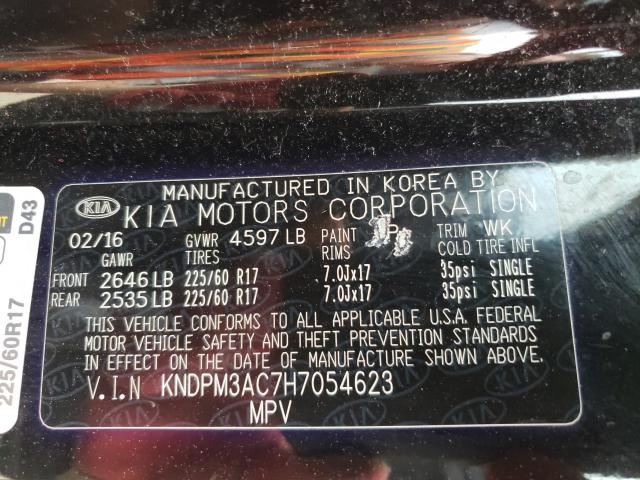 MANUFACTURED IN KOREA BY
KIA KIA MOTORS CORPORATION
02/16 GVWR 4597 LB PAINT TRIM WK
GAWR TIRES RIMS COLD TIRE INFL
FRONT 2646 LB 225/60 R17 7.0Jx17 35psi SINGLE
REAR 2535 LB 225/60 R17 7.0Jx17 35psi SINGLE
THIS VEHICLE CONFORMS TO ALL APPLICABLE U.S.A. FEDERAL
MOTOR VEHICLE SAFETY AND THEFT PREVENTION STANDARDS
IN EFFECT ON THE DATE OF MANUFACTURE SHOWN ABOVE.
V.I.N KNDPM3AC7H7054623
MPV
D43
225/60R17